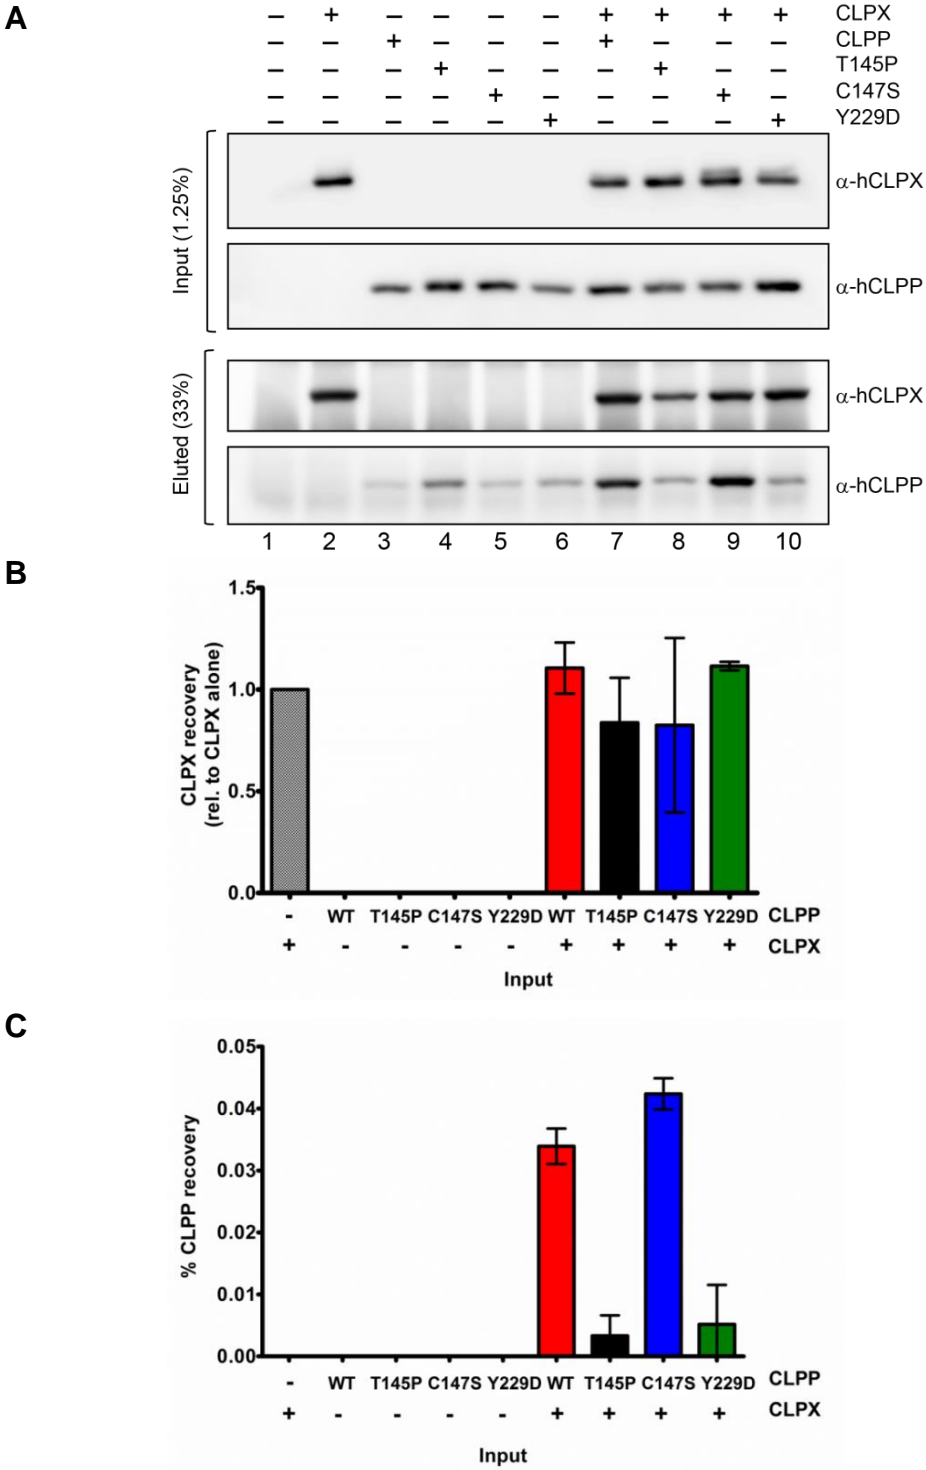 A
– + – – – – + + + + CLPX
– – + – – – + – – – CLPP
– – – + – – – + – – T145P
– – – – + – – – + – C147S
– – – – – + – – – + Y229D
Input (1.25%)
α-hCLPX
α-hCLPP
Eluted (33%)
α-hCLPX
α-hCLPP
1 2 3 4 5 6 7 8 9 10
B
CLPX recovery
(rel. to CLPX alone)
1.5
1.0
0.5
0.0
- WT T145P C147S Y229D WT T145P C147S Y229D CLPP
+ - - - - + + + + CLPX
Input
C
% CLPP recovery
0.05
0.04
0.03
0.02
0.01
0.00
- WT T145P C147S Y229D WT T145P C147S Y229D CLPP
+ - - - - + + + + CLPX
Input